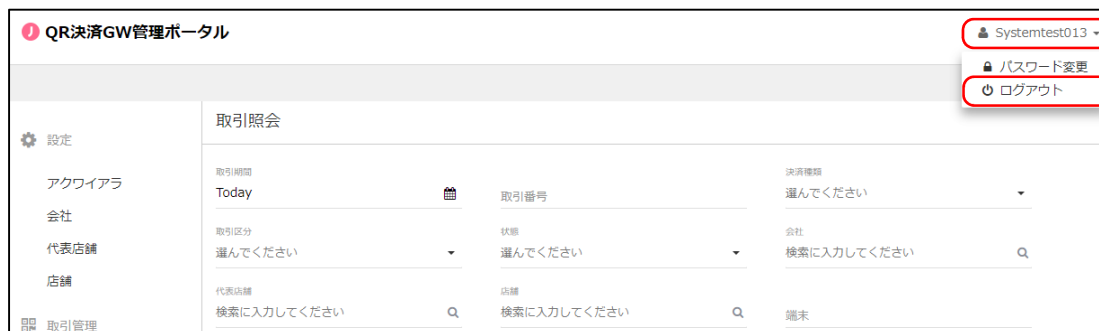 J QR決済GW管理ポータル
Systemtest013
パスワード変更
ログアウト
取引照会
設定
アクワイアラ
会社
代表店舗
店舗
取引管理
取引期間
Today
取引番号
決済種類
選んでください
取引区分
選んでください
状態
選んでください
会社
検索に入力してください
代表店舗
検索に入力してください
店舗
検索に入力してください
端末